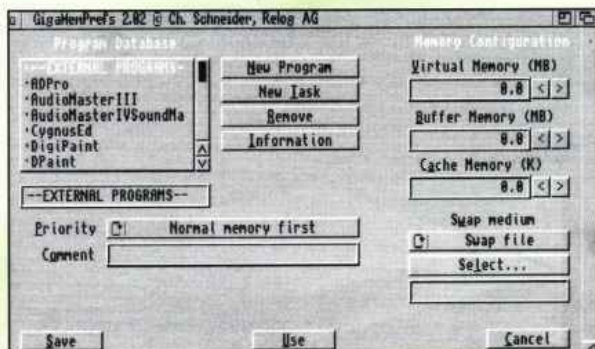 GigaMemPrefs 2.02 © Ch. Schneider, Relog AG
Program Database
--EXTERNAL PROGRAMS--
·ADPro
·AudioMasterIII
·AudioMasterIVSoundMa
·CygnusEd
·DigiPaint
·DPaint
--EXTERNAL PROGRAMS--
New Program
New Task
Remove
Information
Priority
Normal memory first
Comment
Memory Configuration
Virtual Memory (MB)
0.0 < >
Buffer Memory (MB)
0.0 < >
Cache Memory (K)
0.0 < >
Swap medium
Swap file
Select...
Save
Use
Cancel